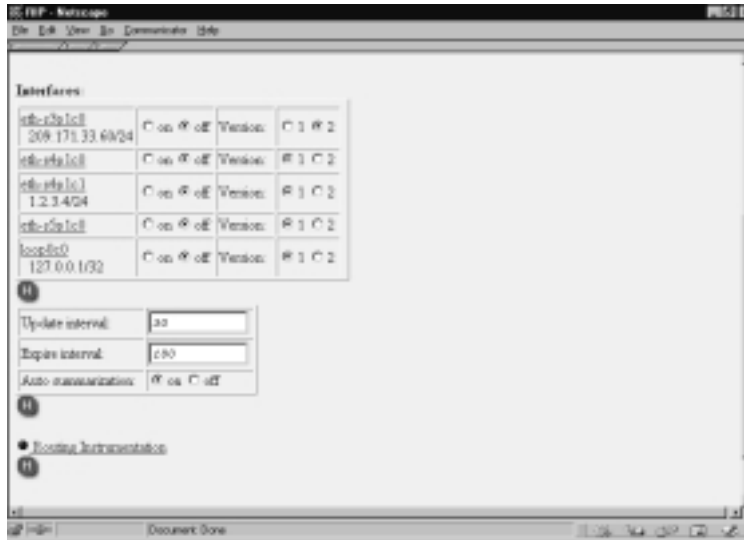 RIP - Netscape
File Edit View Go Communicator Help
Interfaces:
eth-s3p1c0
209.171.33.60/24
on off Version: 1 2
eth-s4p1c0
on off Version: 1 2
eth-s4p1c1
1.2.3.4/24
on off Version: 1 2
eth-s5p1c0
on off Version: 1 2
loop0c0
127.0.0.1/32
on off Version: 1 2
H
Update interval:
30
Expire interval:
180
Auto summarization: on off
H
Routing Instrumentation
H
Document: Done